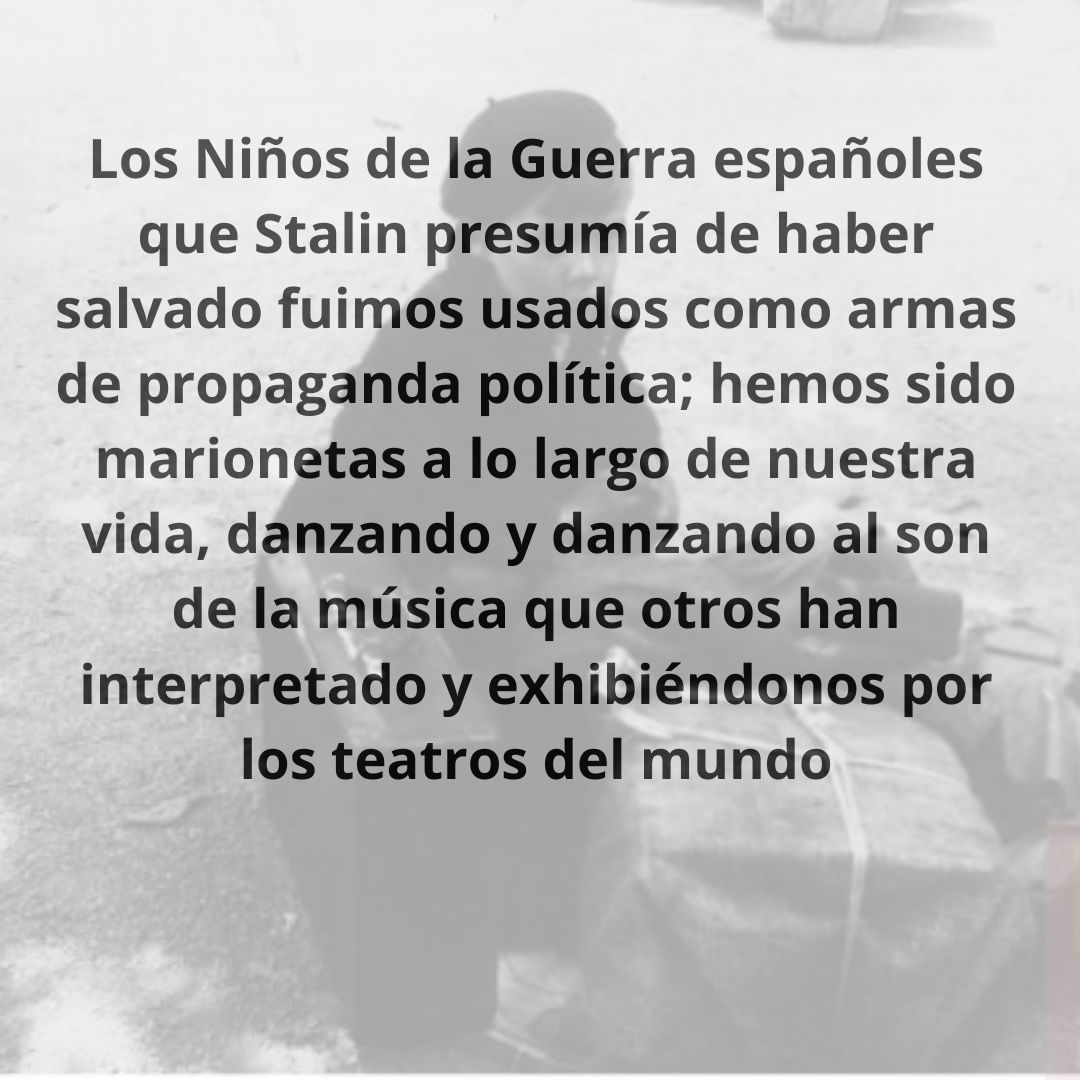 Los Niños de la Guerra españoles
que Stalin presumía de haber
salvado fuimos usados como armas
de propaganda política; hemos sido
marionetas a lo largo de nuestra
vida, danzando y danzando al son
de la música que otros han
interpretado y exhibiéndonos por
los teatros del mundo